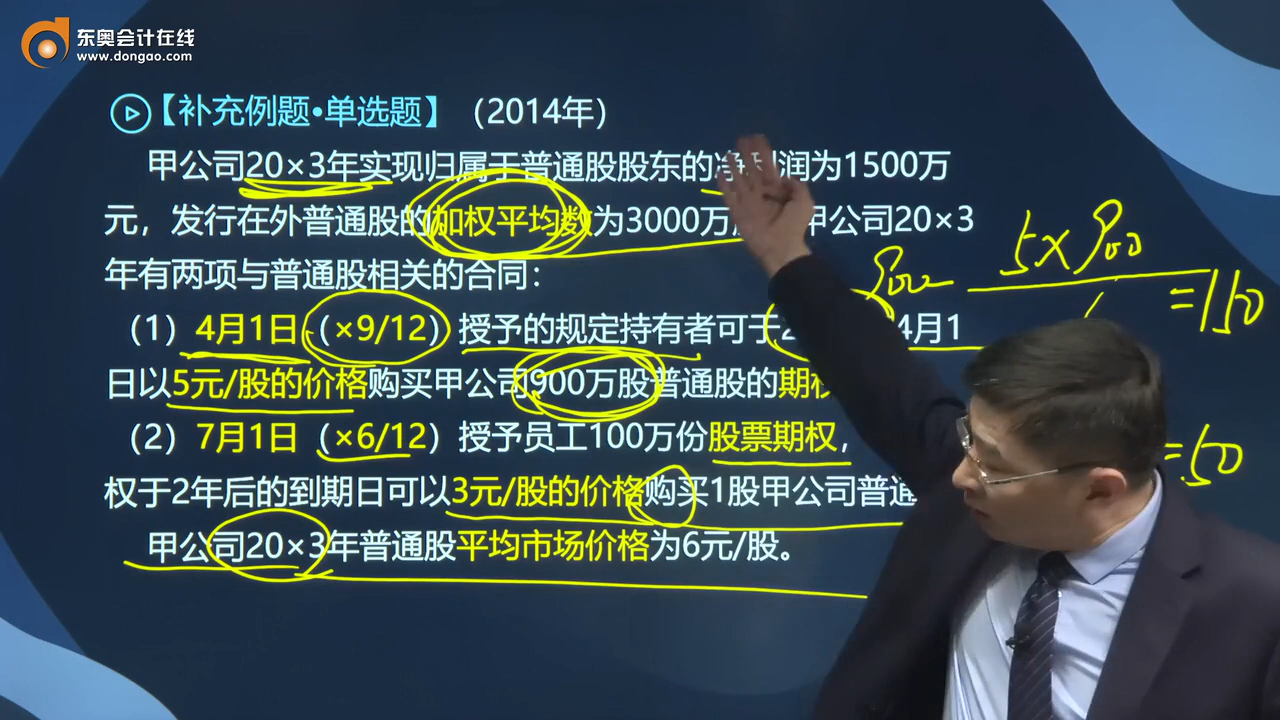 东奥会计在线
www.dongao.com
【补充例题•单选题】（2014年）
甲公司20×3年实现归属于普通股股东的净利润为1500万
元，发行在外普通股的加权平均数为3000万 甲公司20×3
年有两项与普通股相关的合同：
（1）4月1日（×9/12）授予的规定持有者可于2 4月1
日以5元/股的价格购买甲公司900万股普通股的期权
（2）7月1日（×6/12）授予员工100万份股票期权，
权于2年后的到期日可以3元/股的价格购买1股甲公司普通
甲公司20×3年普通股平均市场价格为6元/股。
5×900
900
=150
=50